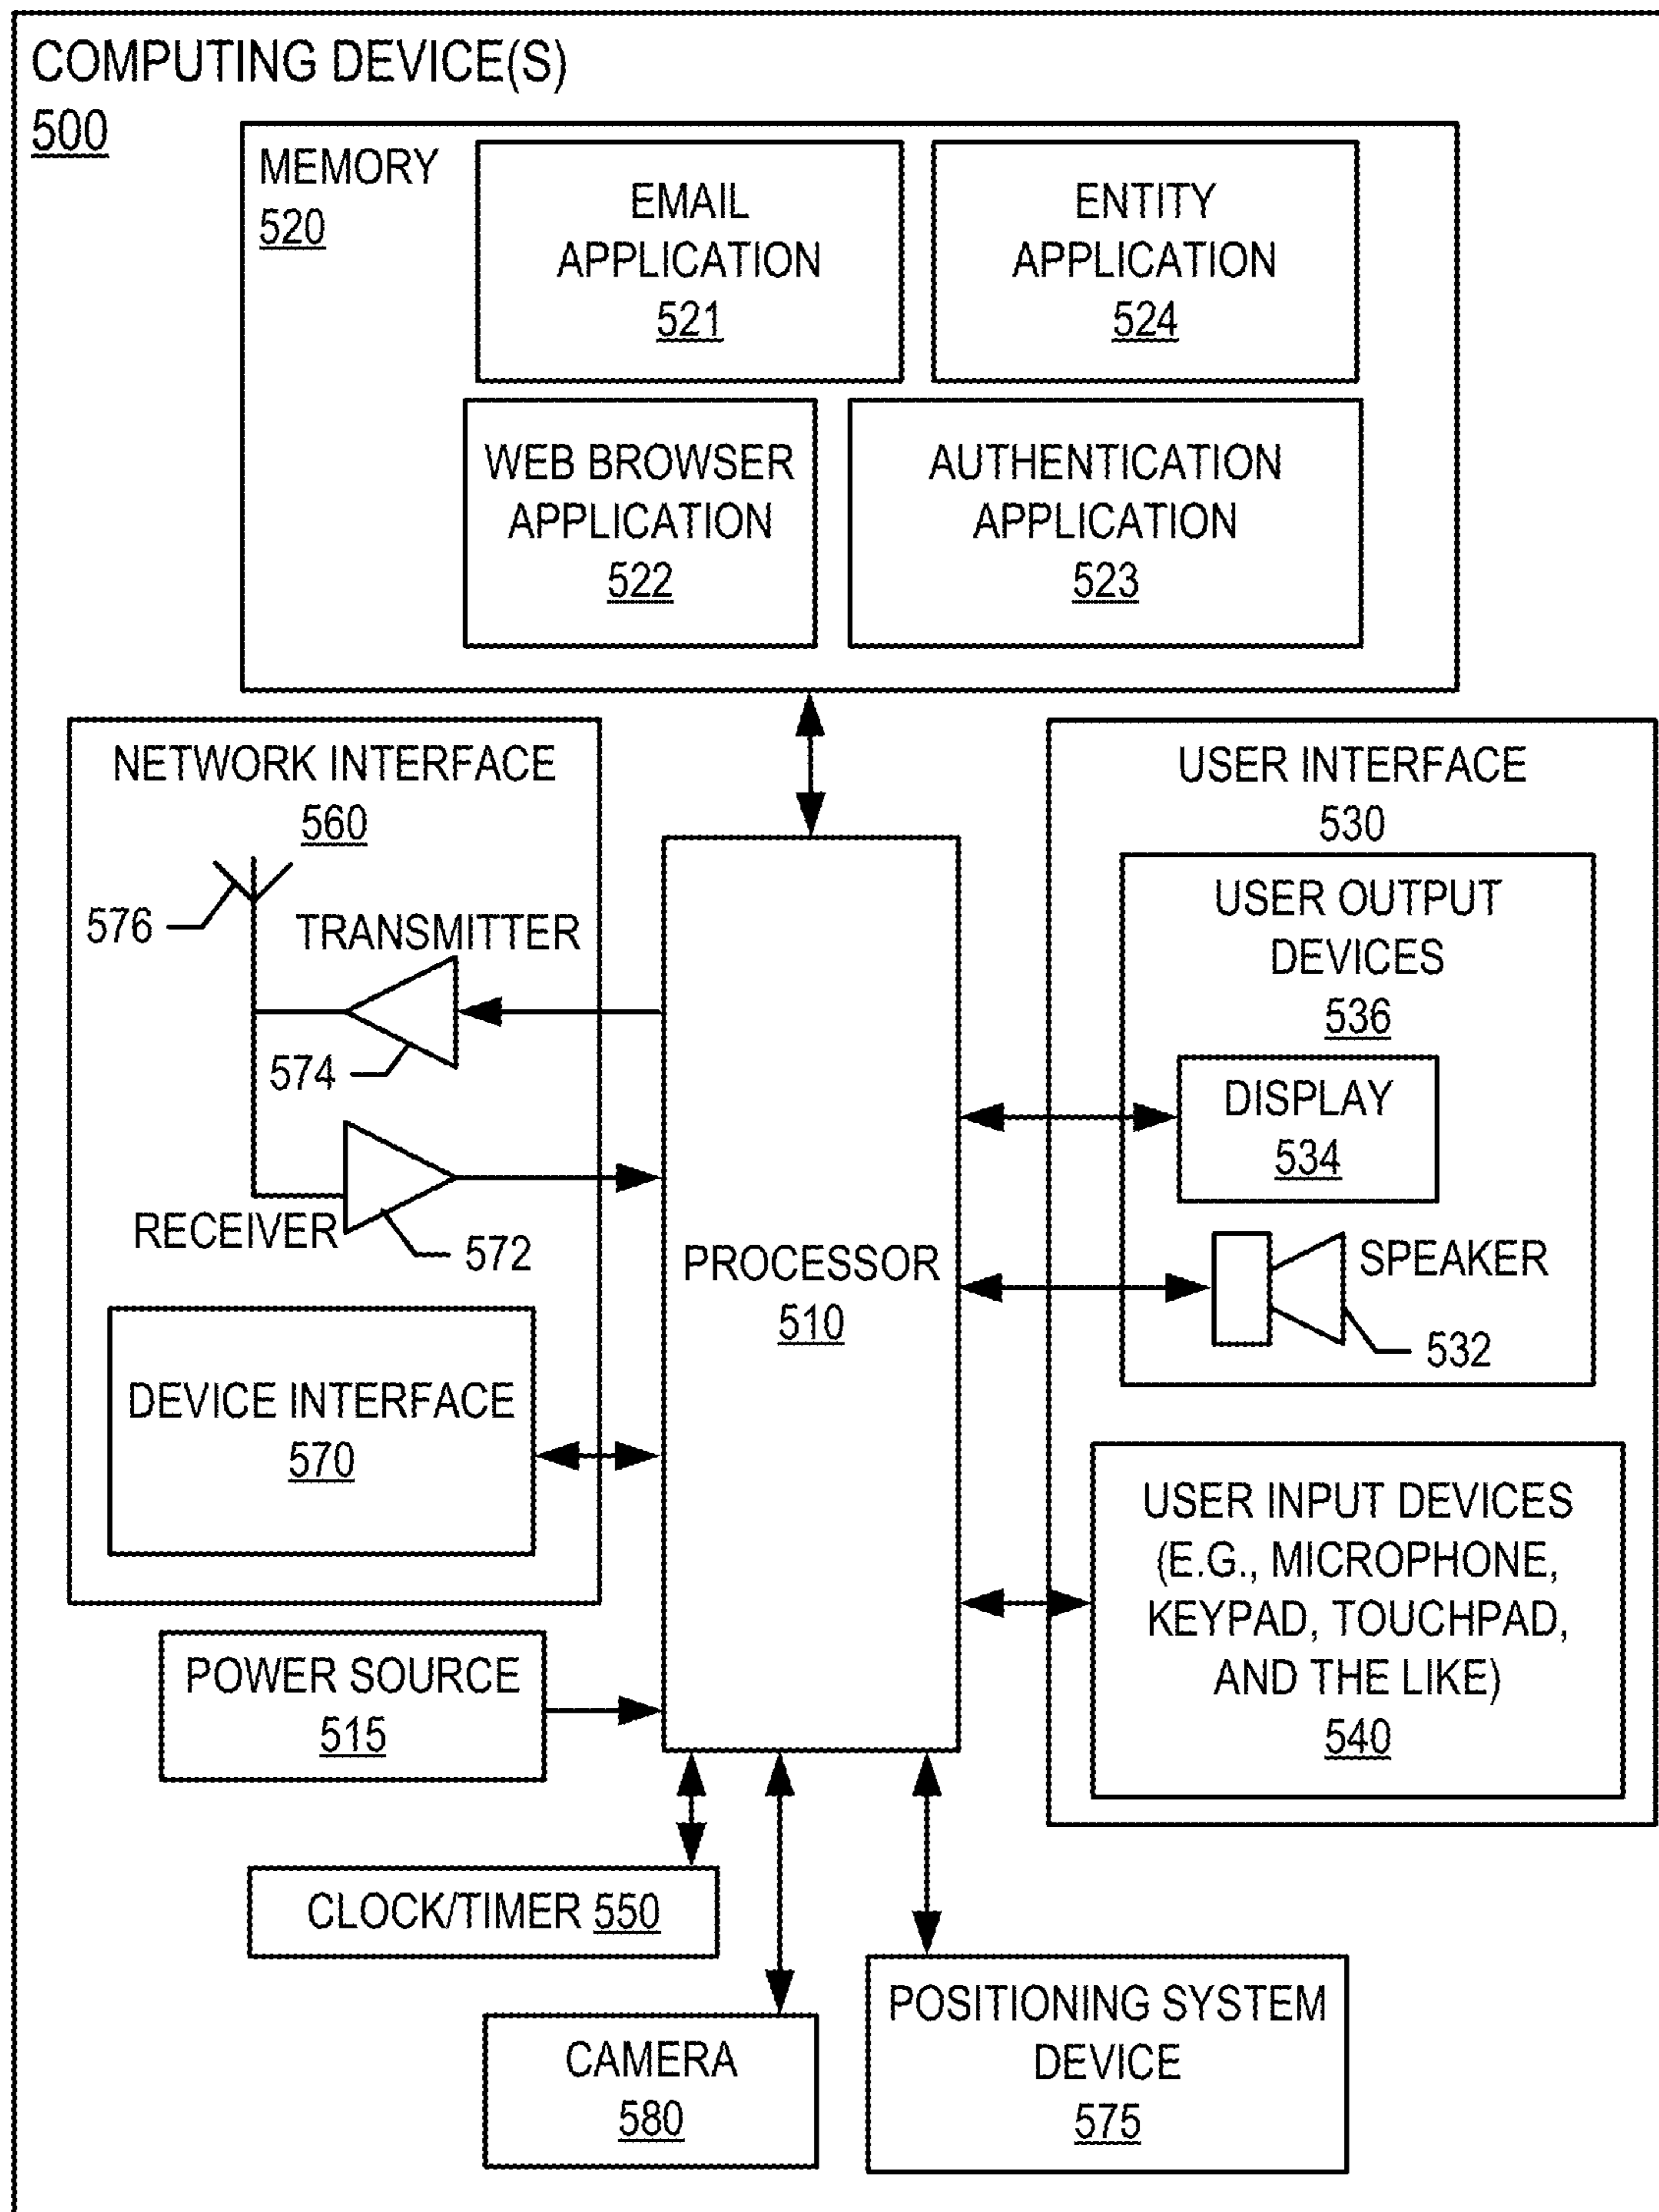 COMPUTING DEVICE(S)
500
MEMORY
520
EMAIL
APPLICATION
521
ENTITY
APPLICATION
524
WEB BROWSER
APPLICATION
522
AUTHENTICATION
APPLICATION
523
NETWORK INTERFACE
560
576
TRANSMITTER
574
RECEIVER
572
DEVICE INTERFACE
570
PROCESSOR
510
USER INTERFACE
530
USER OUTPUT
DEVICES
536
DISPLAY
534
SPEAKER
532
USER INPUT DEVICES
(E.G., MICROPHONE,
KEYPAD, TOUCHPAD,
AND THE LIKE)
540
POWER SOURCE
515
CLOCK/TIMER 550
CAMERA
580
POSITIONING SYSTEM
DEVICE
575